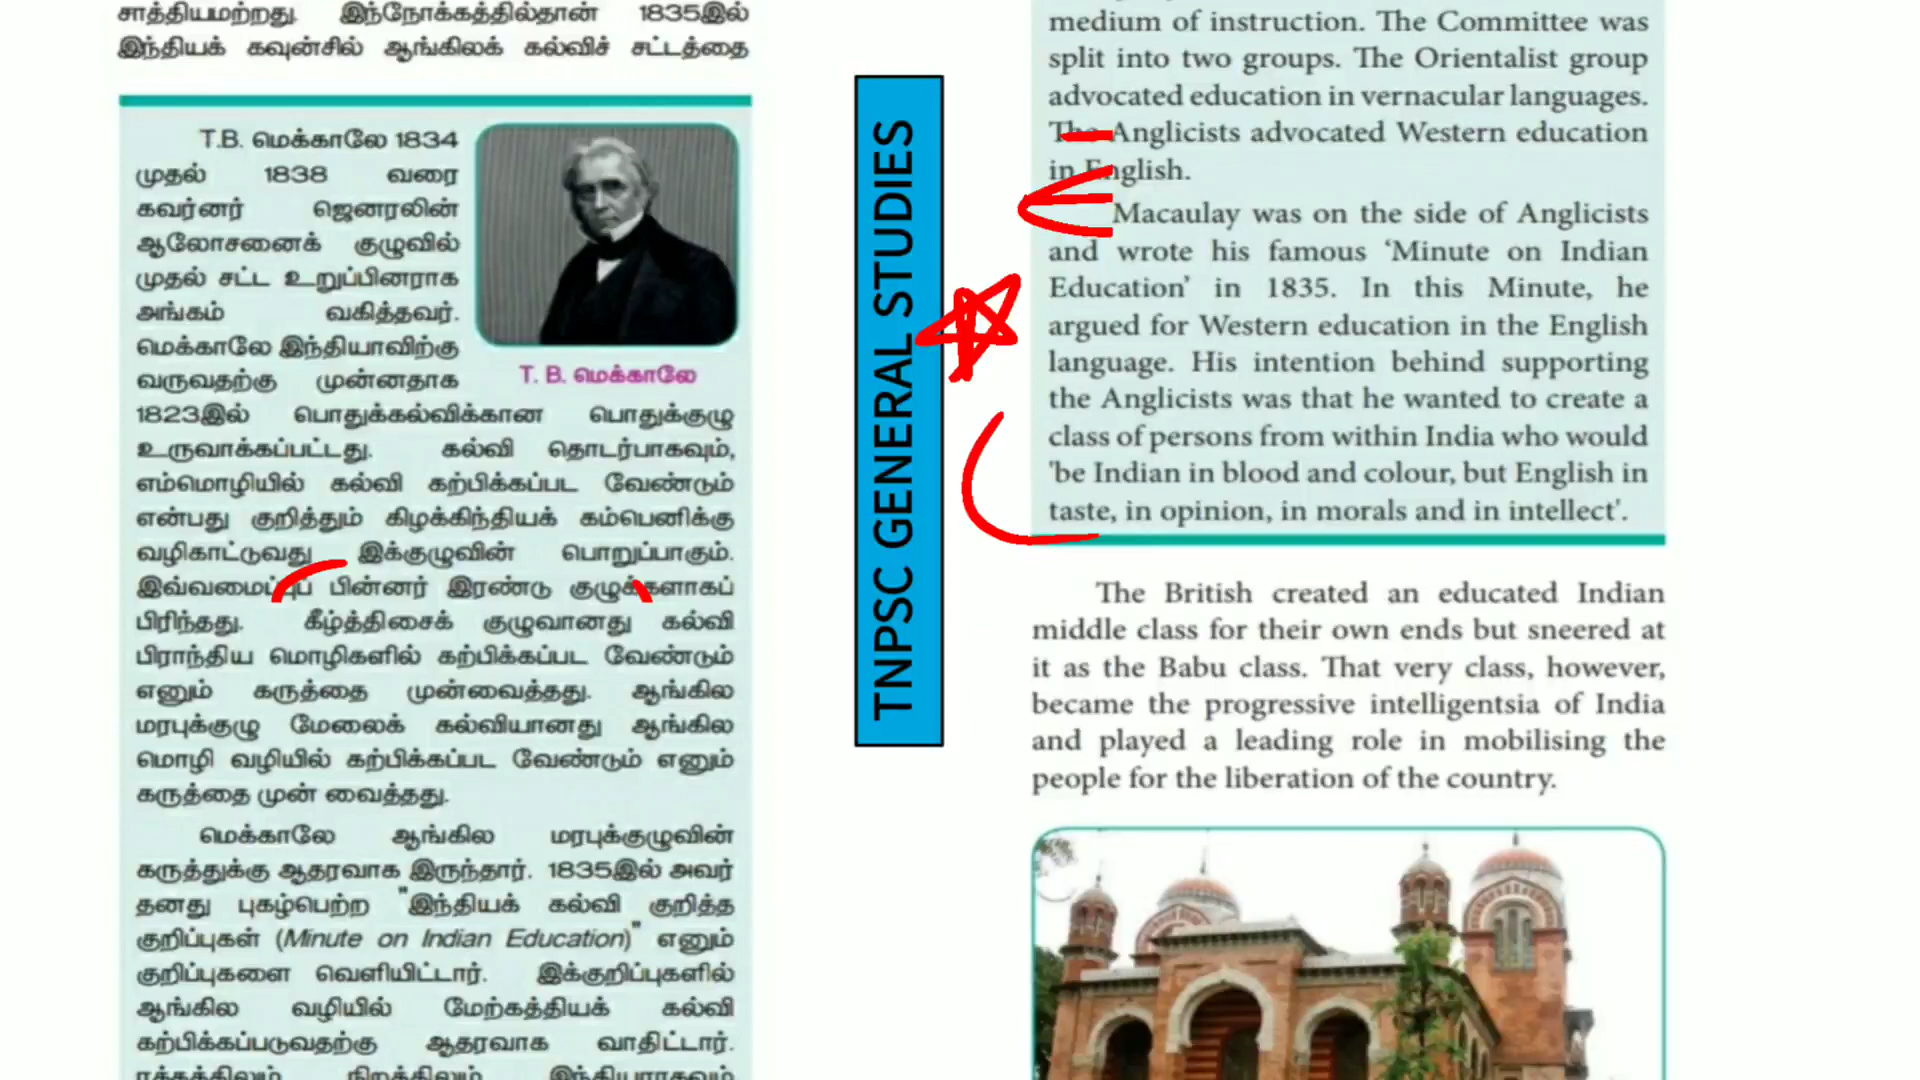 சாத்தியமற்றது. இந்நோக்கத்தில்தான் 1835இல்
இந்தியக் கவுன்சில் ஆங்கிலக் கல்விச் சட்டத்தை
T.B. மெக்காலே 1834
முதல் 1838 வரை
கவர்னர் ஜெனரலின்
ஆலோசனைக் குழுவில்
முதல் சட்ட உறுப்பினராக
அங்கம் வகித்தவர்.
மெக்காலே இந்தியாவிற்கு
வருவதற்கு முன்னதாக
1823இல் பொதுக்கல்விக்கான பொதுக்குழு
உருவாக்கப்பட்டது. கல்வி தொடர்பாகவும்,
எம்மொழியில் கல்வி கற்பிக்கப்பட வேண்டும்
என்பது குறித்தும் கிழக்கிந்தியக் கம்பெனிக்கு
வழிகாட்டுவது இக்குழுவின் பொறுப்பாகும்.
இவ்வமைப்புப் பின்னர் இரண்டு குழுக்களாகப்
பிரிந்தது. கீழ்த்திசைக் குழுவானது கல்வி
பிராந்திய மொழிகளில் கற்பிக்கப்பட வேண்டும்
எனும் கருத்தை முன்வைத்தது. ஆங்கில
மரபுக்குழு மேலைக் கல்வியானது ஆங்கில
மொழி வழியில் கற்பிக்கப்பட வேண்டும் எனும்
கருத்தை முன் வைத்தது.
மெக்காலே ஆங்கில மரபுக்குழுவின்
கருத்துக்கு ஆதரவாக இருந்தார். 1835இல் அவர்
தனது புகழ்பெற்ற "இந்தியக் கல்வி குறித்த
குறிப்புகள் (Minute on Indian Education)" எனும்
குறிப்புகளை வெளியிட்டார். இக்குறிப்புகளில்
ஆங்கில வழியில் மேற்கத்தியக் கல்வி
கற்பிக்கப்படுவதற்கு ஆதரவாக வாதிட்டார்.
T. B. மெக்காலே
TNPSC GENERAL STUDIES
medium of instruction. The Committee was
split into two groups. The Orientalist group
advocated education in vernacular languages.
The Anglicists advocated Western education
in English.
Macaulay was on the side of Anglicists
and wrote his famous ‘Minute on Indian
Education’ in 1835. In this Minute, he
argued for Western education in the English
language. His intention behind supporting
the Anglicists was that he wanted to create a
class of persons from within India who would
'be Indian in blood and colour, but English in
taste, in opinion, in morals and in intellect'.
The British created an educated Indian
middle class for their own ends but sneered at
it as the Babu class. That very class, however,
became the progressive intelligentsia of India
and played a leading role in mobilising the
people for the liberation of the country.